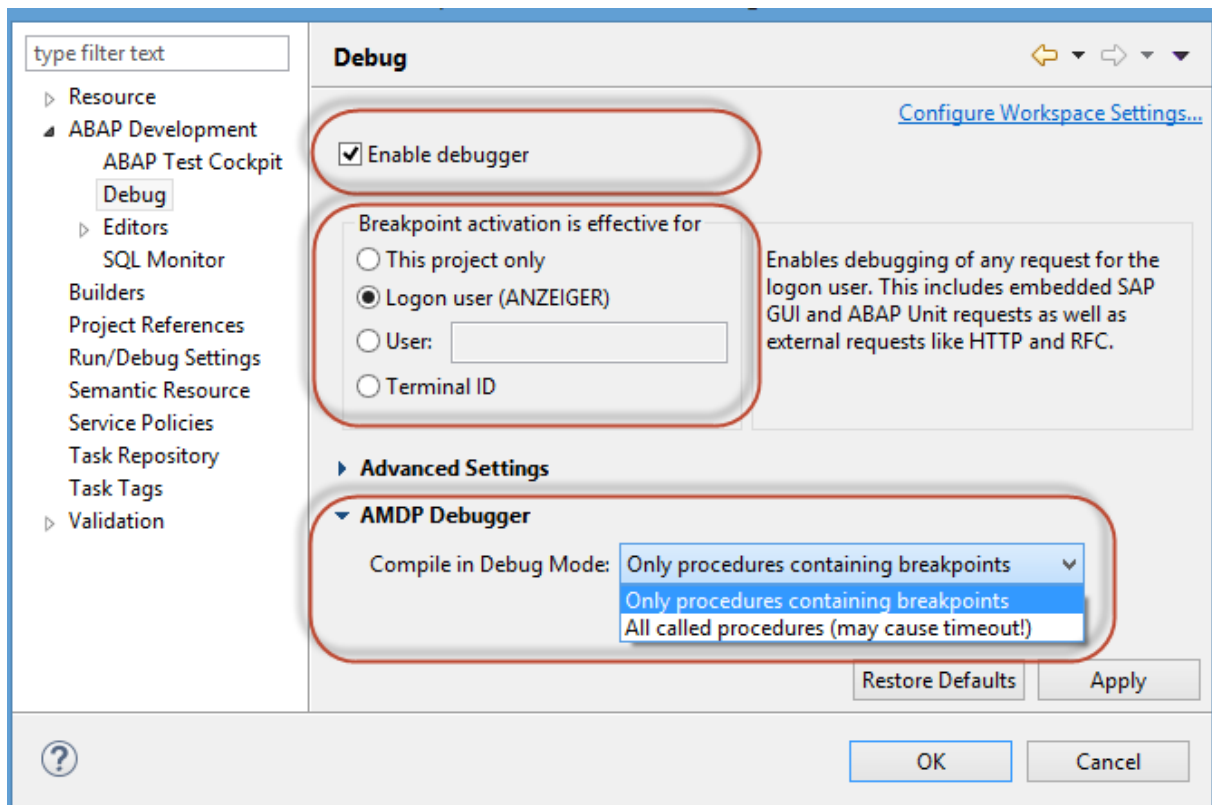 type filter text
Resource
ABAP Development
ABAP Test Cockpit
Debug
Editors
SQL Monitor
Builders
Project References
Run/Debug Settings
Semantic Resource
Service Policies
Task Repository
Task Tags
Validation
Debug
Configure Workspace Settings...
Enable debugger
Breakpoint activation is effective for
This project only
Logon user (ANZEIGER)
User:
Terminal ID
Enables debugging of any request for the
logon user. This includes embedded SAP
GUI and ABAP Unit requests as well as
external requests like HTTP and RFC.
Advanced Settings
AMDP Debugger
Compile in Debug Mode: Only procedures containing breakpoints
Only procedures containing breakpoints
All called procedures (may cause timeout!)
Restore Defaults
Apply
?
OK
Cancel